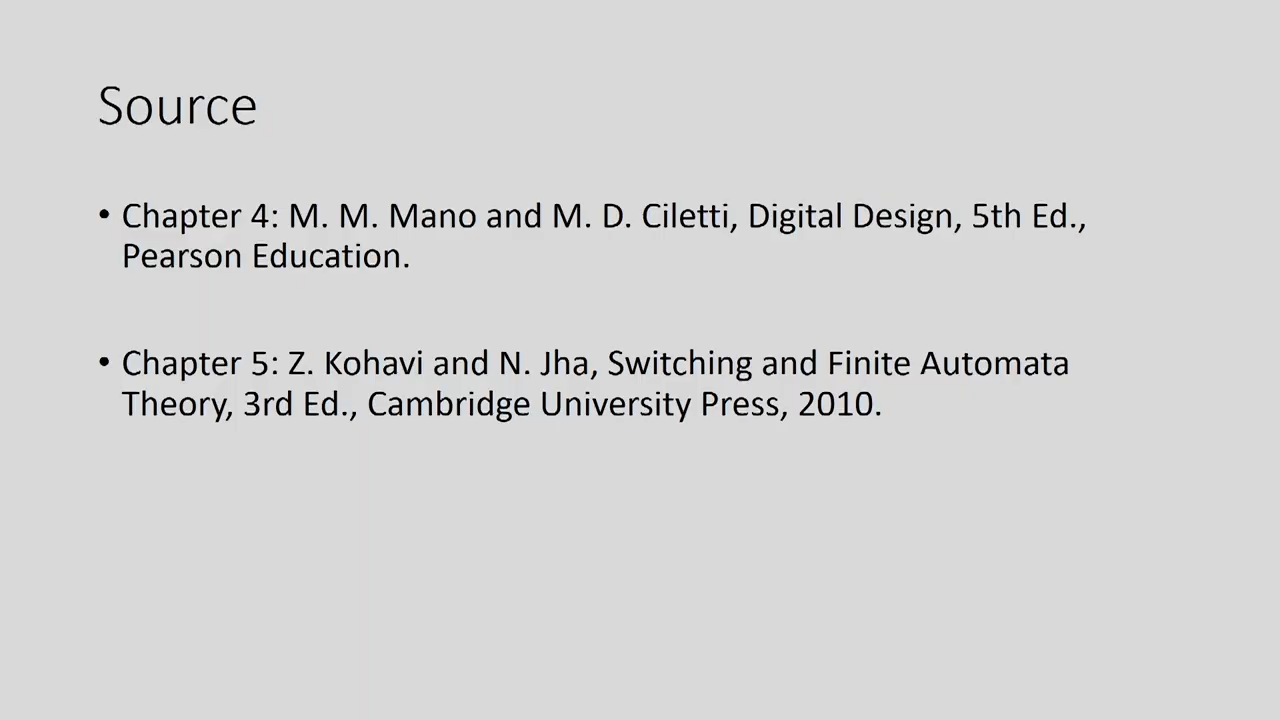 Source
• Chapter 4: M. M. Mano and M. D. Ciletti, Digital Design, 5th Ed.,
Pearson Education.
• Chapter 5: Z. Kohavi and N. Jha, Switching and Finite Automata
Theory, 3rd Ed., Cambridge University Press, 2010.